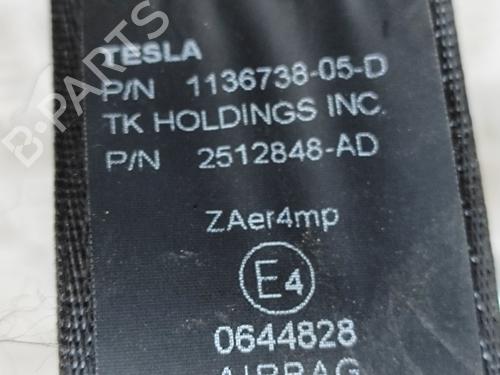 TESLA
P/N 1136738-05-D
TK HOLDINGS INC.
P/N 2512848-AD
ZAer4mp
E4
0644828
AIRBAG
B-PARTS